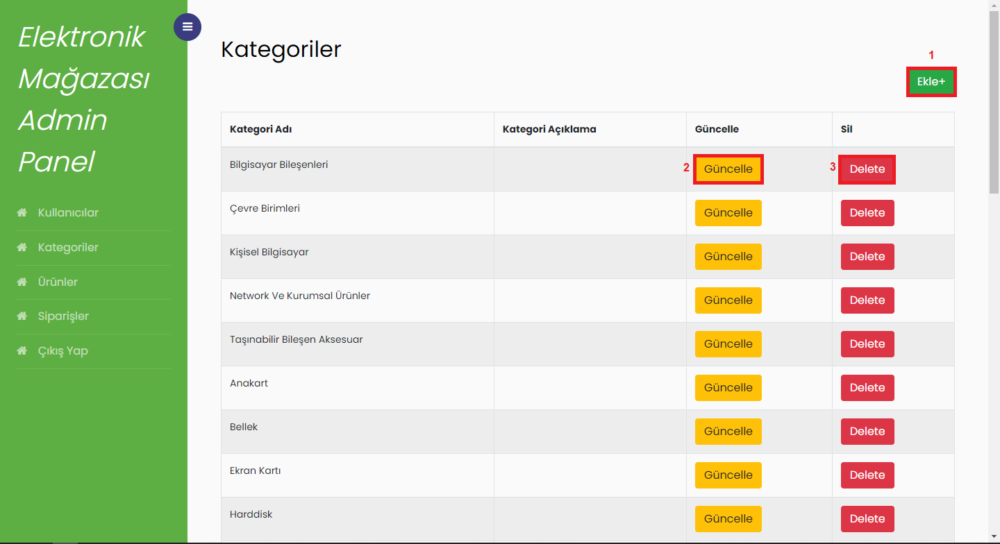 Elektronik
Mağazası
Admin
Panel
Kullanıcılar
Kategoriler
Ürünler
Siparişler
Çıkış Yap
Kategoriler
1
Ekle+
Kategori Adı Kategori Açıklama Güncelle Sil
Bilgisayar Bileşenleri 2 Güncelle 3 Delete
Çevre Birimleri Güncelle Delete
Kişisel Bilgisayar Güncelle Delete
Network Ve Kurumsal Ürünler Güncelle Delete
Taşınabilir Bileşen Aksesuar Güncelle Delete
Anakart Güncelle Delete
Bellek Güncelle Delete
Ekran Kartı Güncelle Delete
Harddisk Güncelle Delete